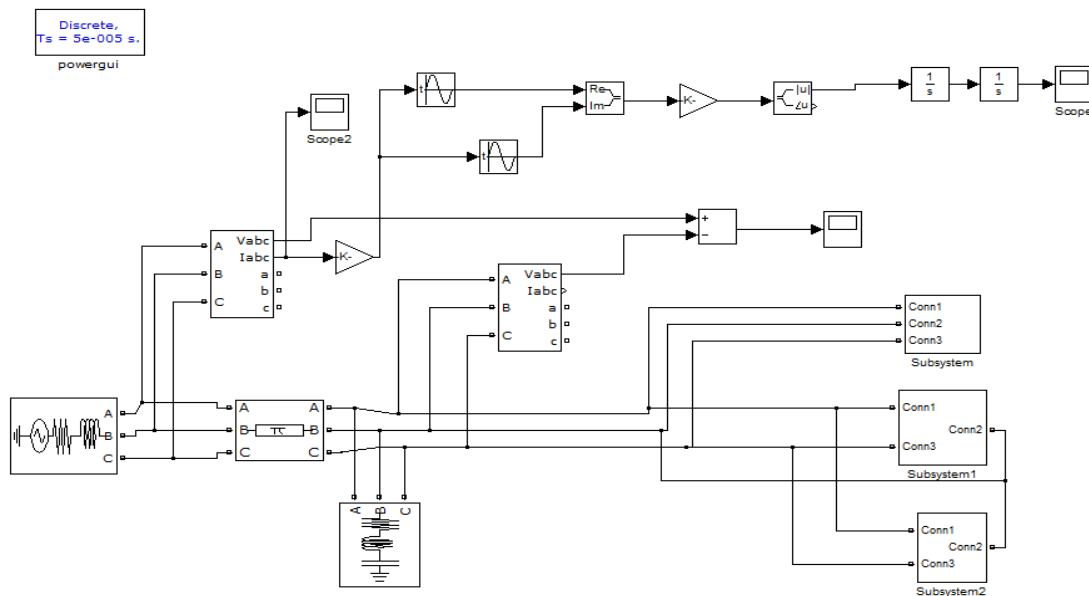 Discrete,
Ts = 5e-005 s.
powergui
t
Re
Im
-K-
|u|
∠u
1
s
1
s
Scope
Scope2
t
+
−
A
B
C
Vabc
Iabc
a
b
c
-K-
A
B
C
Vabc
Iabc
a
b
c
Conn1
Conn2
Conn3
Subsystem
A
B
C
A
B
C
A
B
C
Conn1
Conn3
Conn2
Subsystem1
A
B
C
Conn1
Conn3
Conn2
Subsystem2